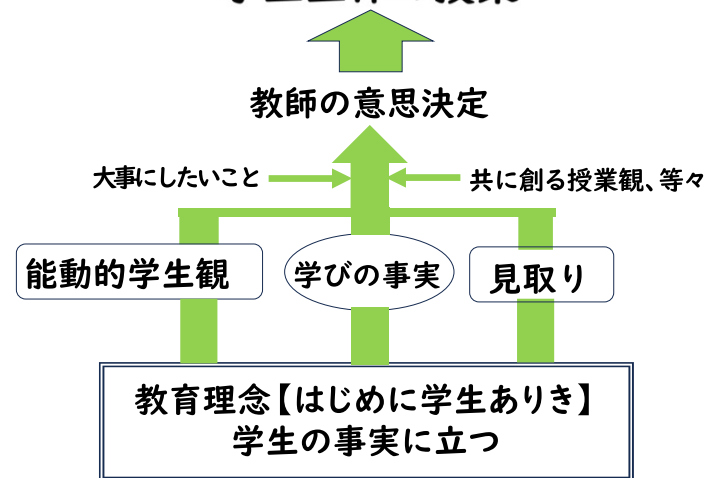 教師の意思決定
大事にしたいこと
共に創る授業観、等々
能動的学生観
学びの事実
見取り
教育理念【はじめに学生ありき】
学生の事実に立つ